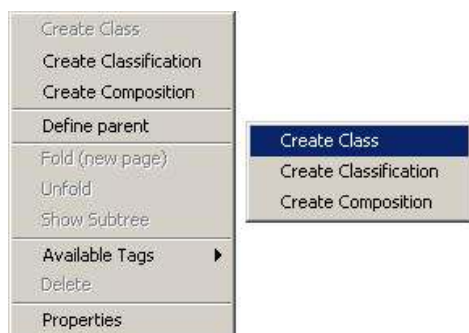 Create Class
Create Classification
Create Composition
Define parent
Fold (new page)
Unfold
Show Subtree
Available Tags
Delete
Properties
Create Class
Create Classification
Create Composition